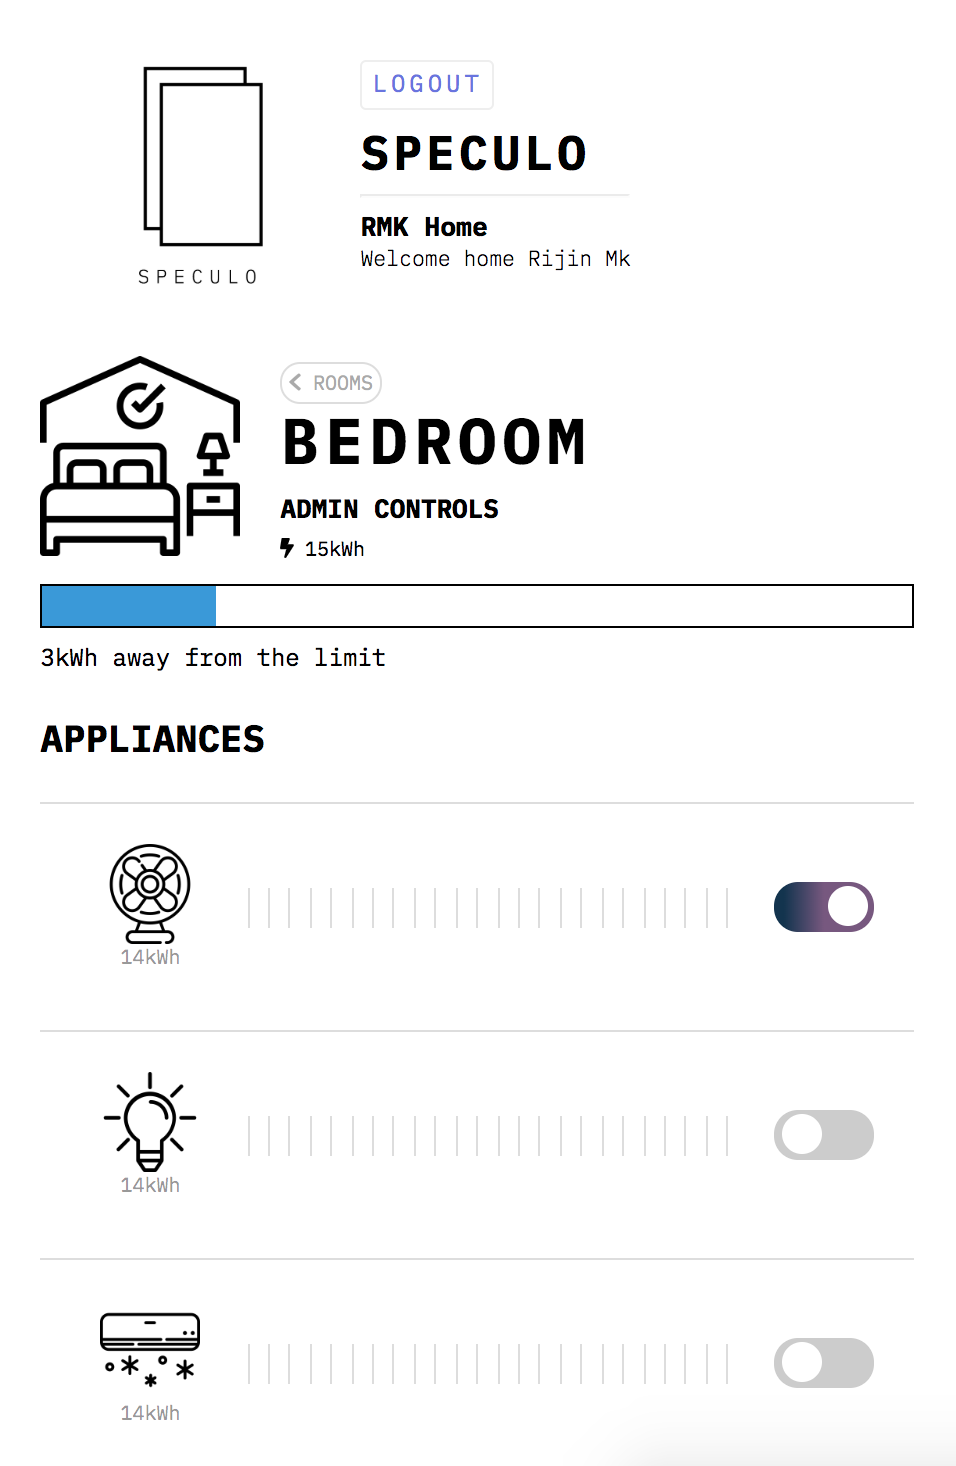 LOGOUT
SPECULO
RMK Home
Welcome home Rijin Mk
SPECULO
ROOMS
BEDROOM
ADMIN CONTROLS
15kWh
3kWh away from the limit
APPLIANCES
14kWh
14kWh
14kWh